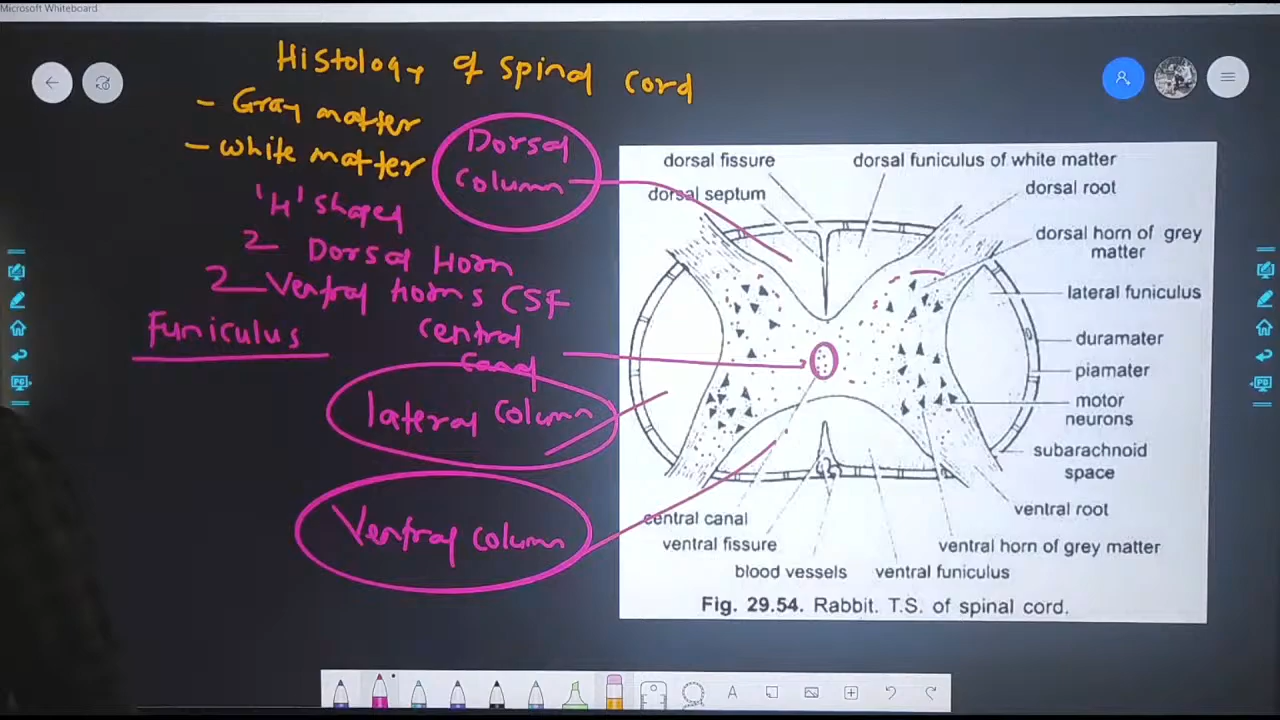 Microsoft Whiteboard
Histology of spinal cord
- Gray matter
- white matter
'H' shaped
2 Dorsal Horn
2 Ventral horns CSF
Funiculus
central
canal
Dorsal
column
lateral column
Ventral column
dorsal fissure
dorsal funiculus of white matter
dorsal septum
dorsal root
dorsal horn of grey
matter
lateral funiculus
duramater
piamater
motor
neurons
subarachnoid
space
ventral root
central canal
ventral fissure
ventral horn of grey matter
blood vessels
ventral funiculus
Fig. 29.54. Rabbit. T.S. of spinal cord.